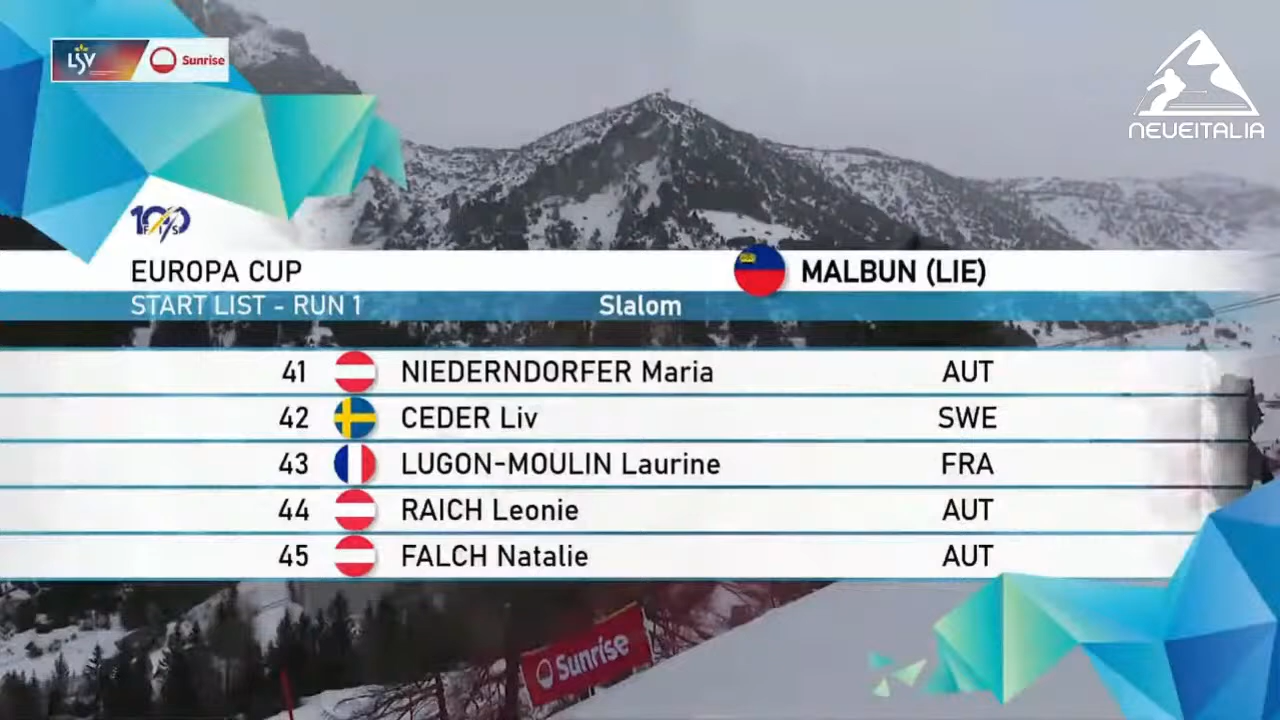 LSV Sunrise
NEVEITALIA
100
FIS
EUROPA CUP MALBUN (LIE)
START LIST - RUN 1 Slalom
41 NIEDERNDORFER Maria AUT
42 CEDER Liv SWE
43 LUGON-MOULIN Laurine FRA
44 RAICH Leonie AUT
45 FALCH Natalie AUT
Sunrise